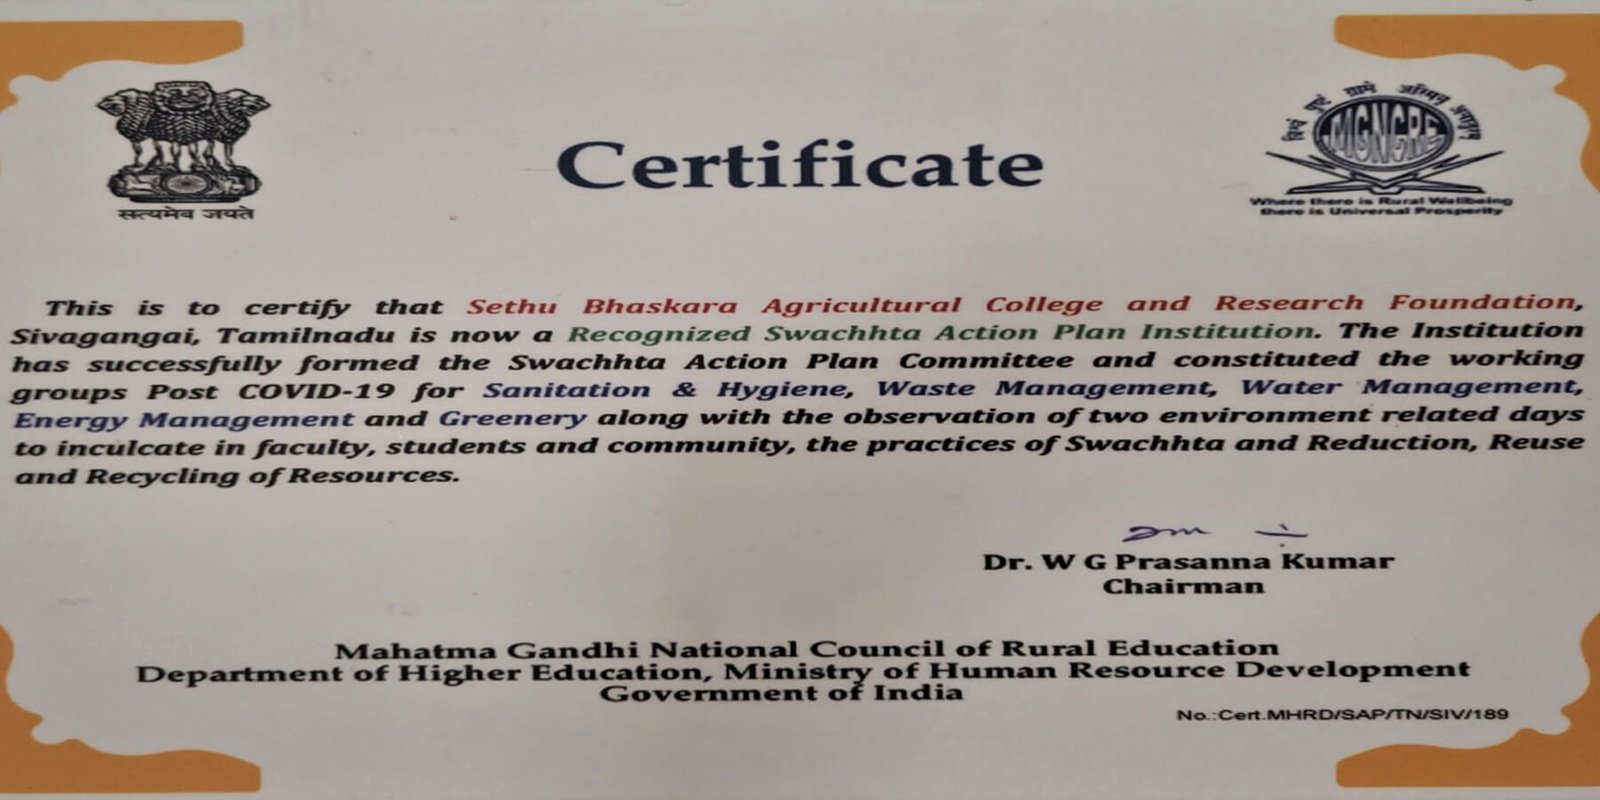 सत्यमेव जयते
Certificate
MGNCRE
Where there is Rural Wellbeing
there is Universal Prosperity
This is to certify that Sethu Bhaskara Agricultural College and Research Foundation,
Sivagangai, Tamilnadu is now a Recognized Swachhta Action Plan Institution. The Institution
has successfully formed the Swachhta Action Plan Committee and constituted the working
groups Post COVID-19 for Sanitation & Hygiene, Waste Management, Water Management,
Energy Management and Greenery along with the observation of two environment related days
to inculcate in faculty, students and community, the practices of Swachhta and Reduction, Reuse
and Recycling of Resources.
Dr. W G Prasanna Kumar
Chairman
Mahatma Gandhi National Council of Rural Education
Department of Higher Education, Ministry of Human Resource Development
Government of India
No.:Cert.MHRD/SAP/TN/SIV/189